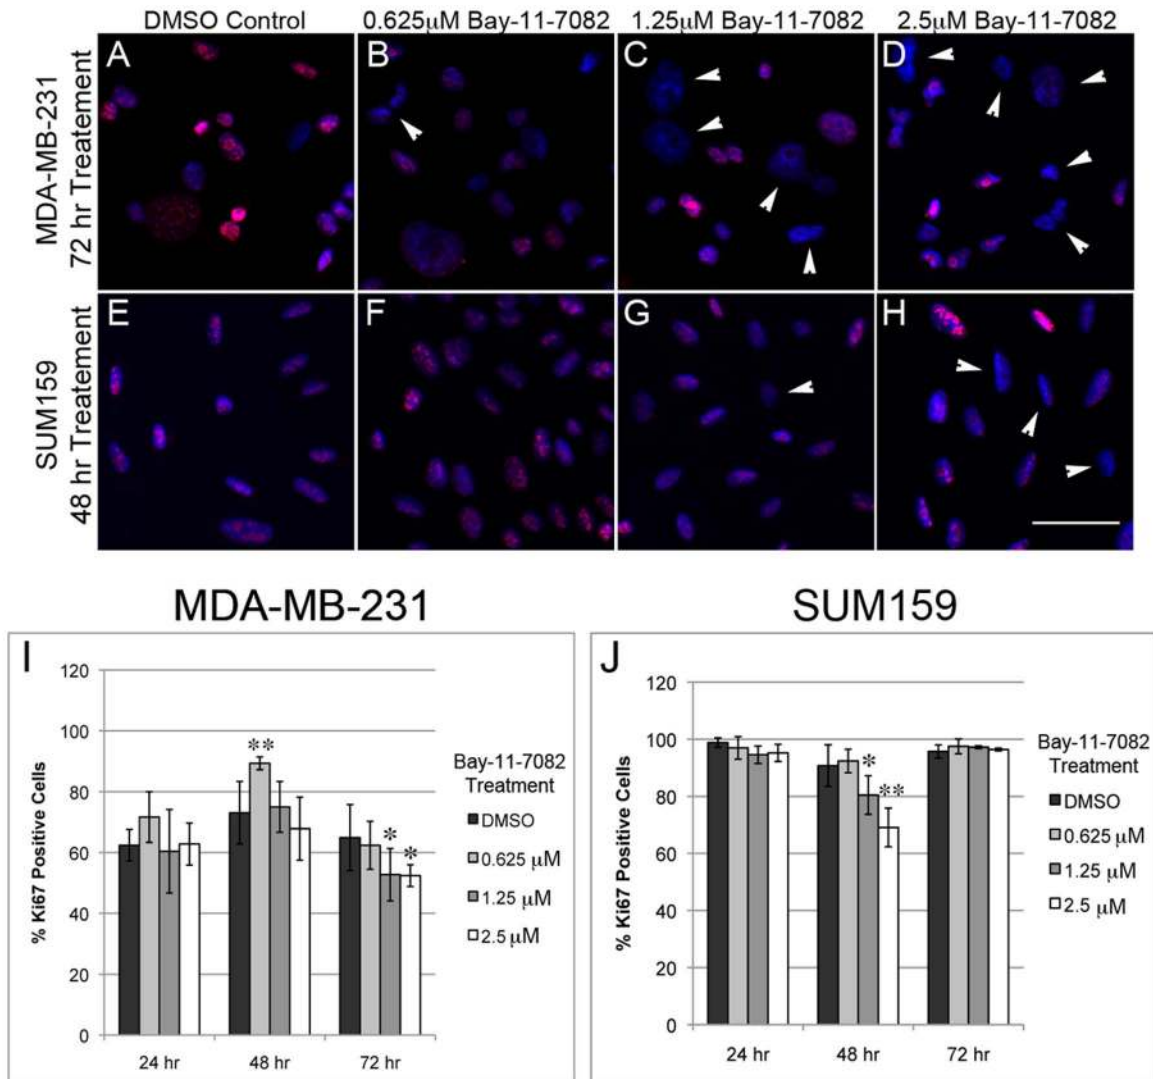 DMSO Control 0.625μM Bay-11-7082 1.25μM Bay-11-7082 2.5μM Bay-11-7082
MDA-MB-231
72 hr Treatement
A B C D
SUM159
48 hr Treatement
E F G H
MDA-MB-231
I
% Ki67 Positive Cells
120
100
80
60
40
20
0
** * *
24 hr 48 hr 72 hr
Bay-11-7082
Treatment
DMSO
0.625 μM
1.25 μM
2.5 μM
SUM159
J
% Ki67 Positive Cells
120
100
80
60
40
20
0
* **
24 hr 48 hr 72 hr
Bay-11-7082
Treatment
DMSO
0.625 μM
1.25 μM
2.5 μM